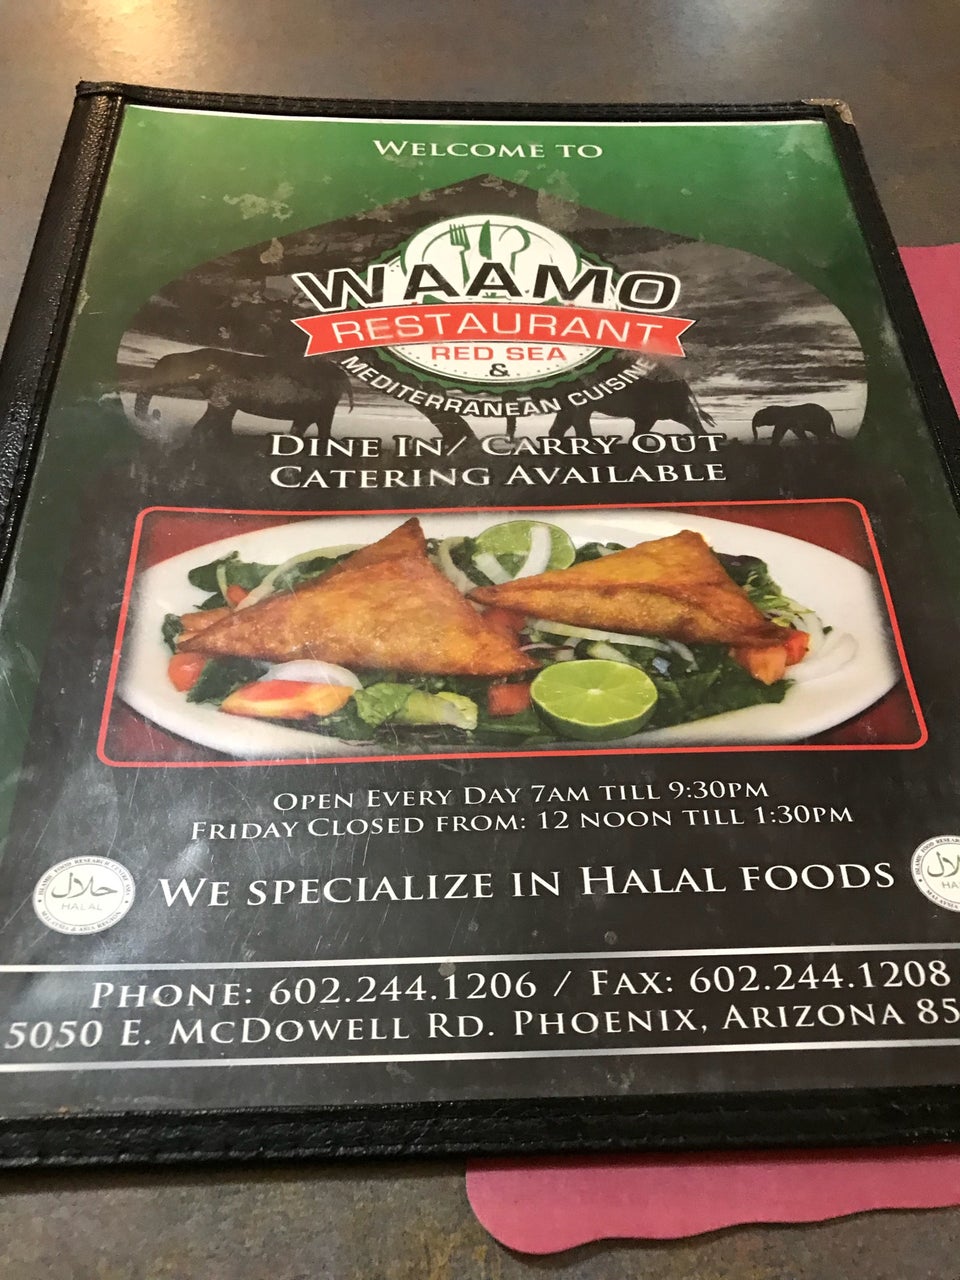 WELCOME TO
WAAMO
RESTAURANT
RED SEA
&
MEDITERRANEAN CUISINE
DINE IN/ CARRY OUT
CATERING AVAILABLE
OPEN EVERY DAY 7AM TILL 9:30PM
FRIDAY CLOSED FROM: 12 NOON TILL 1:30PM
حلال
HALAL
WE SPECIALIZE IN HALAL FOODS
PHONE: 602.244.1206 / FAX: 602.244.1208
5050 E. MCDOWELL RD. PHOENIX, ARIZONA 85